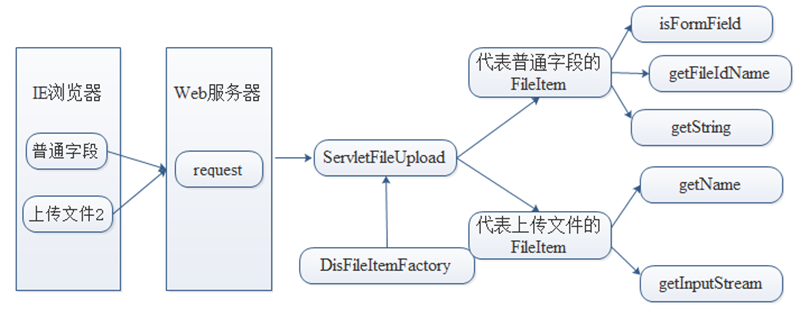 IE浏览器
普通字段
上传文件2
Web服务器
request
ServletFileUpload
DisFileItemFactory
代表普通字段的
FileItem
代表上传文件的
FileItem
isFormField
getFileIdName
getString
getName
getInputStream